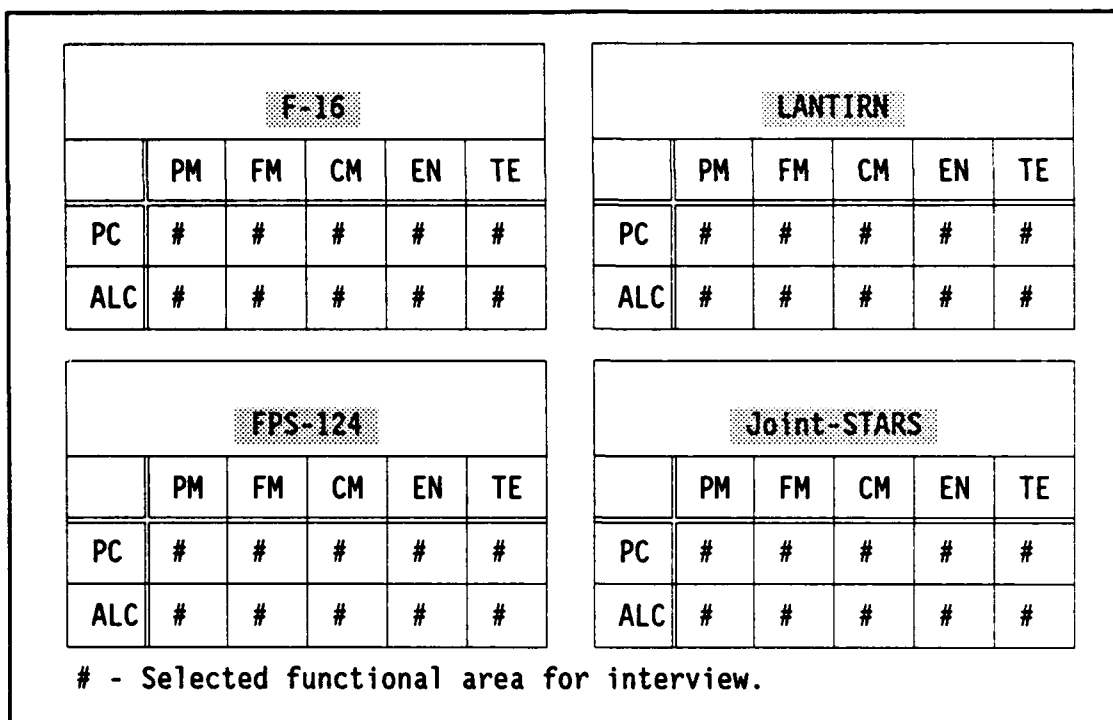 F-16
PM FM CM EN TE
PC # # # # #
ALC # # # # #
LANTIRN
PM FM CM EN TE
PC # # # # #
ALC # # # # #
FPS-124
PM FM CM EN TE
PC # # # # #
ALC # # # # #
Joint-STARS
PM FM CM EN TE
PC # # # # #
ALC # # # # #
# - Selected functional area for interview.